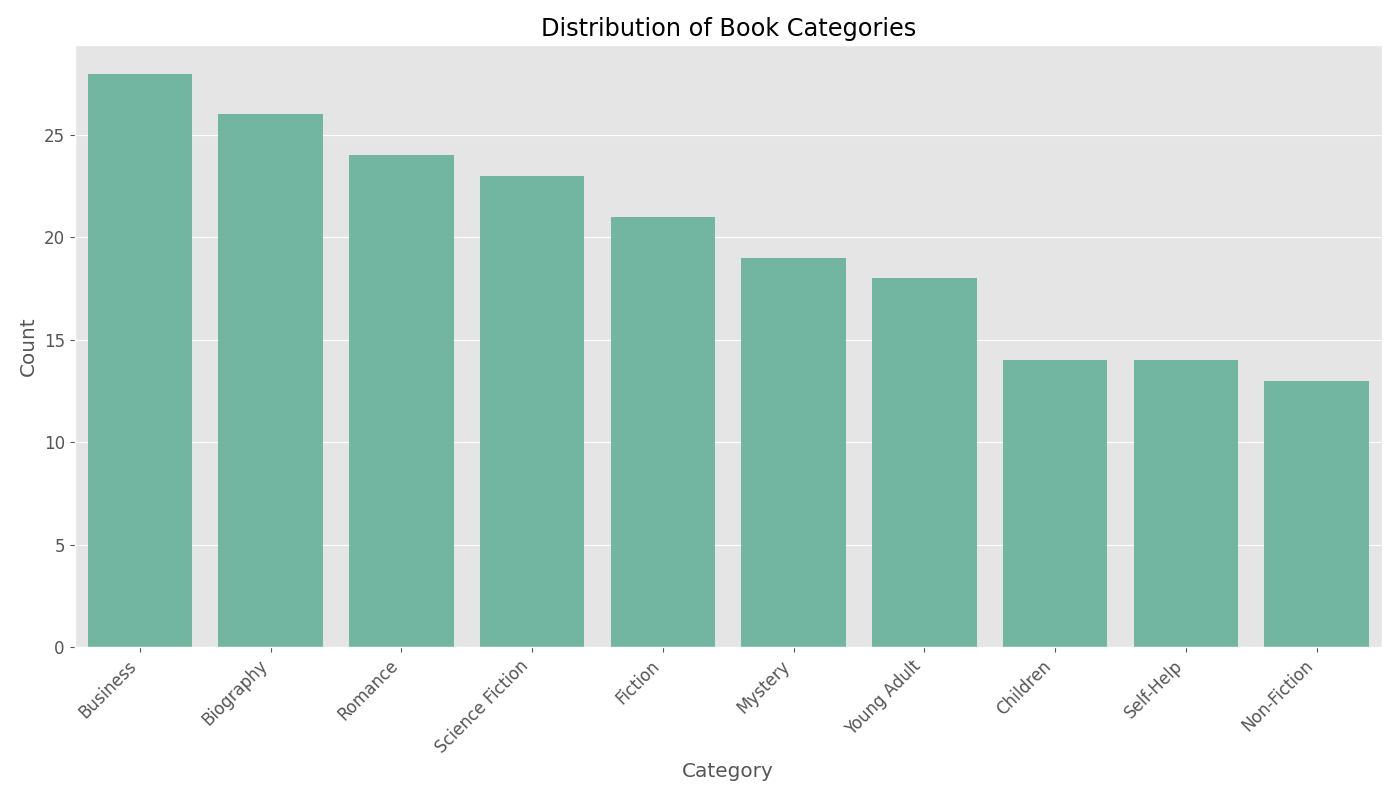 Distribution of Book Categories
Count
25
20
15
10
5
0
Business
Biography
Romance
Science Fiction
Fiction
Mystery
Young Adult
Children
Self-Help
Non-Fiction
Category